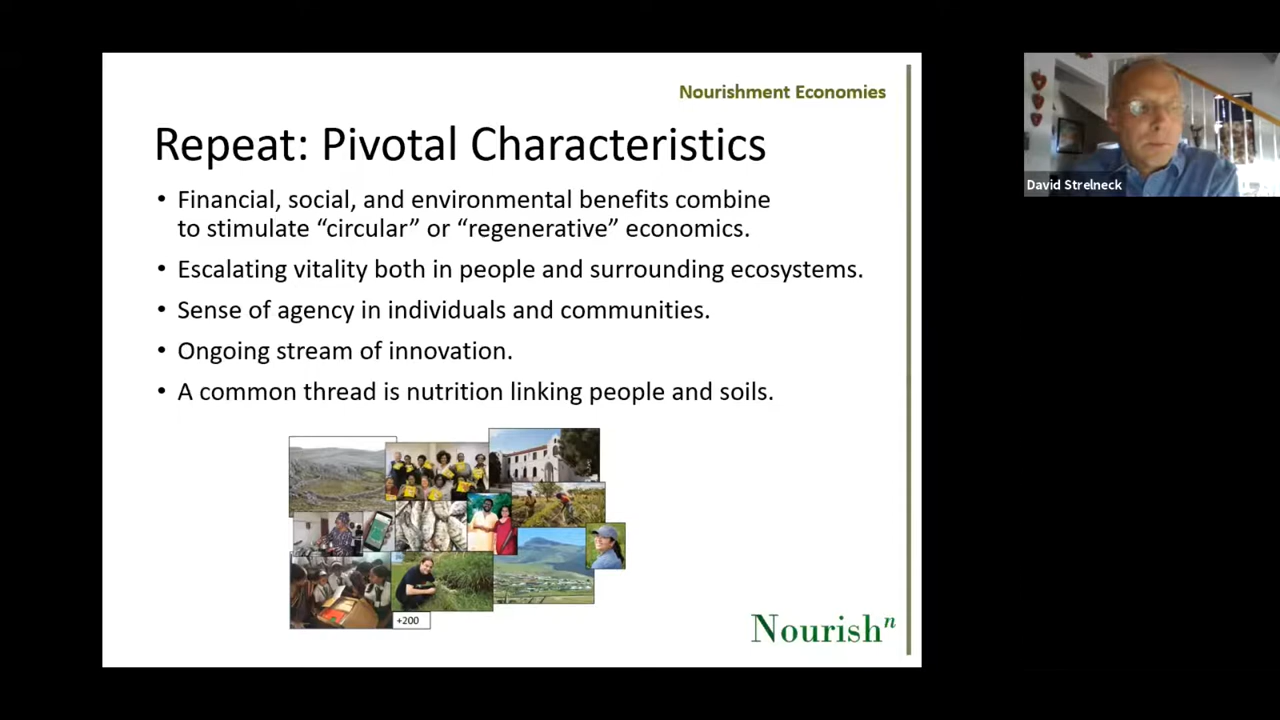 Nourishment Economies
Repeat: Pivotal Characteristics
• Financial, social, and environmental benefits combine
to stimulate “circular” or “regenerative” economics.
• Escalating vitality both in people and surrounding ecosystems.
• Sense of agency in individuals and communities.
• Ongoing stream of innovation.
• A common thread is nutrition linking people and soils.
+200
Nourishⁿ
David Strelneck